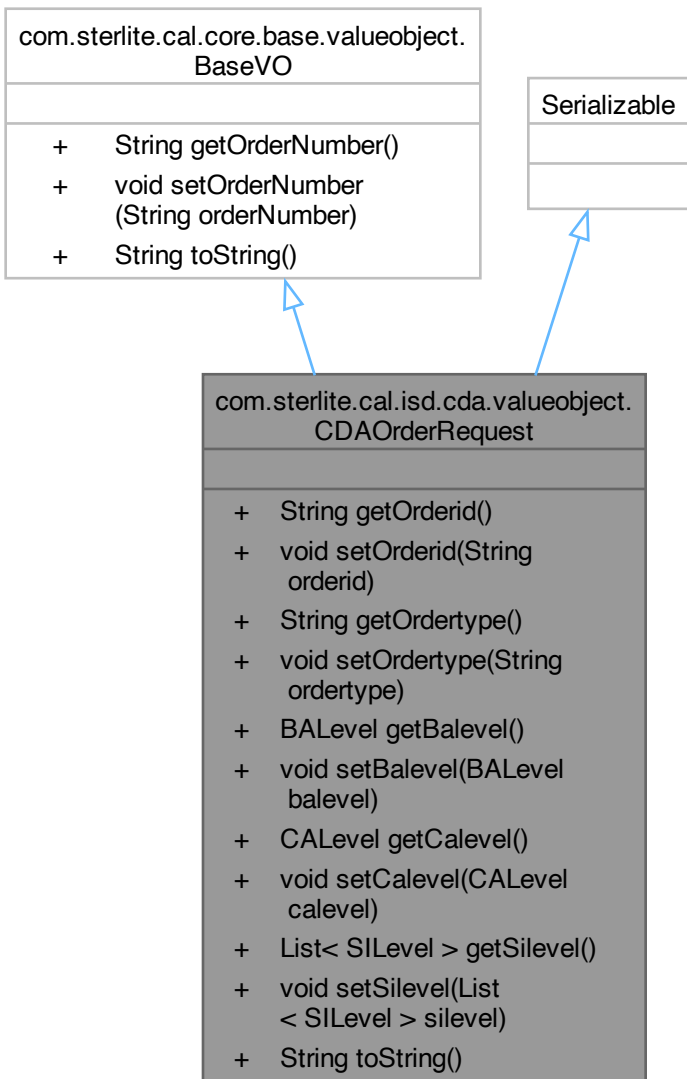 com.sterlite.cal.core.base.valueobject.
BaseVO
+ String getOrderNumber()
+ void setOrderNumber
(String orderNumber)
+ String toString()
Serializable
com.sterlite.cal.isd.cda.valueobject.
CDAOrderRequest
+ String getOrderid()
+ void setOrderid(String
orderid)
+ String getOrdertype()
+ void setOrdertype(String
ordertype)
+ BALevel getBalevel()
+ void setBalevel(BALevel
balevel)
+ CALevel getCalevel()
+ void setCalevel(CALevel
calevel)
+ List< SILevel > getSilevel()
+ void setSilevel(List
< SILevel > silevel)
+ String toString()